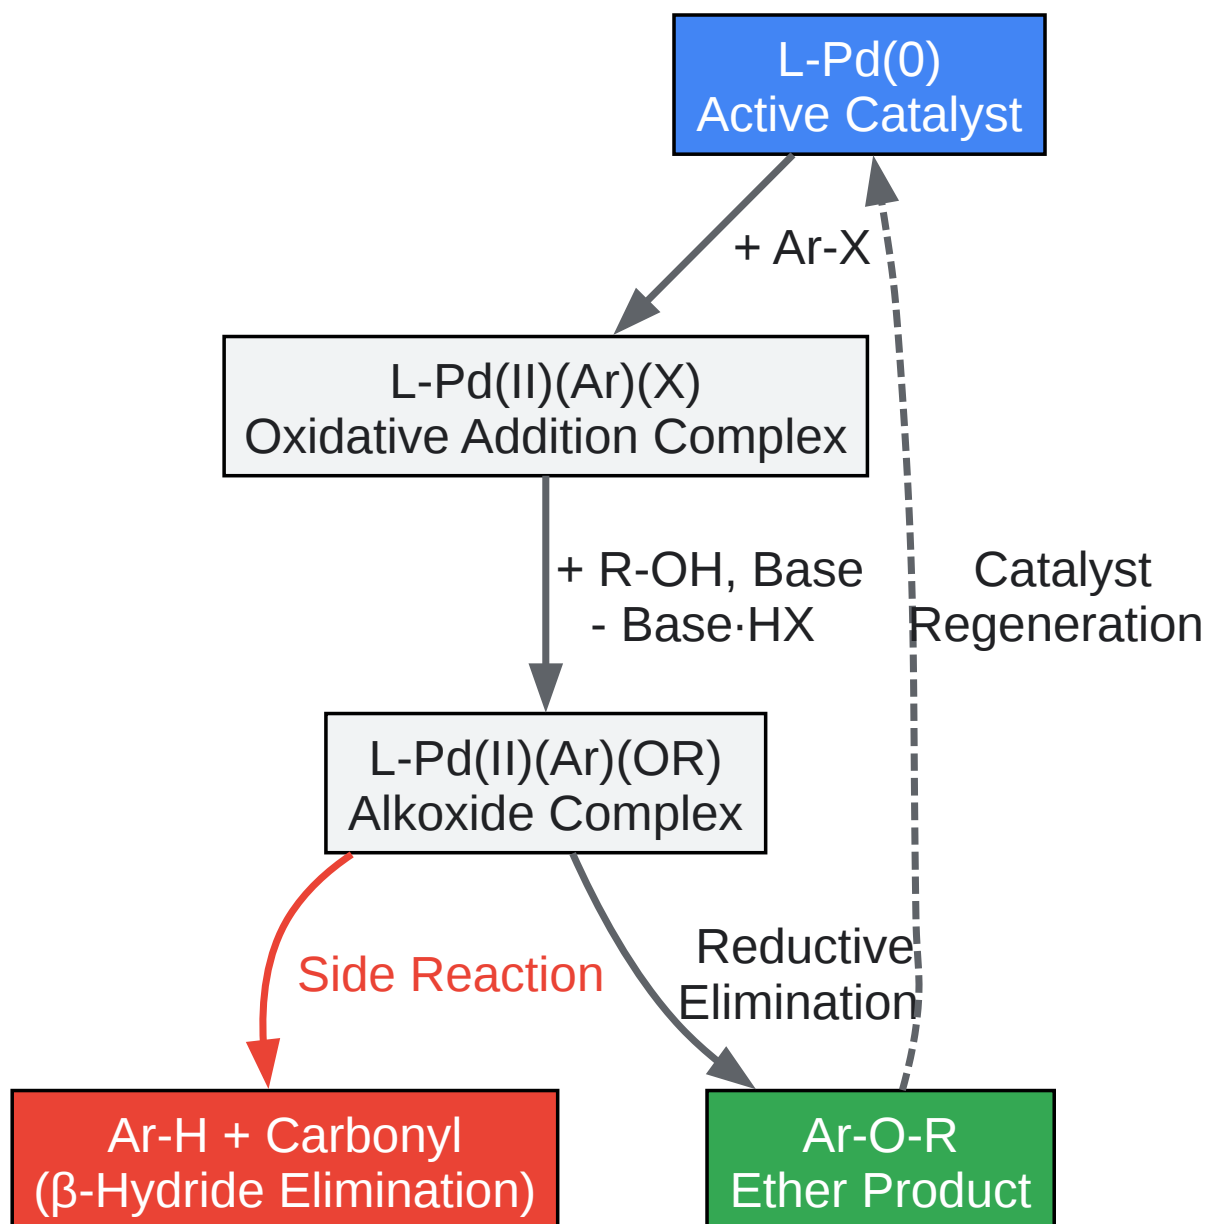 L-Pd(0)
Active Catalyst
+ Ar-X
L-Pd(II)(Ar)(X)
Oxidative Addition Complex
+ R-OH, Base
- Base·HX
Catalyst
Regeneration
L-Pd(II)(Ar)(OR)
Alkoxide Complex
Side Reaction
Reductive
Elimination
Ar-H + Carbonyl
(β-Hydride Elimination)
Ar-O-R
Ether Product